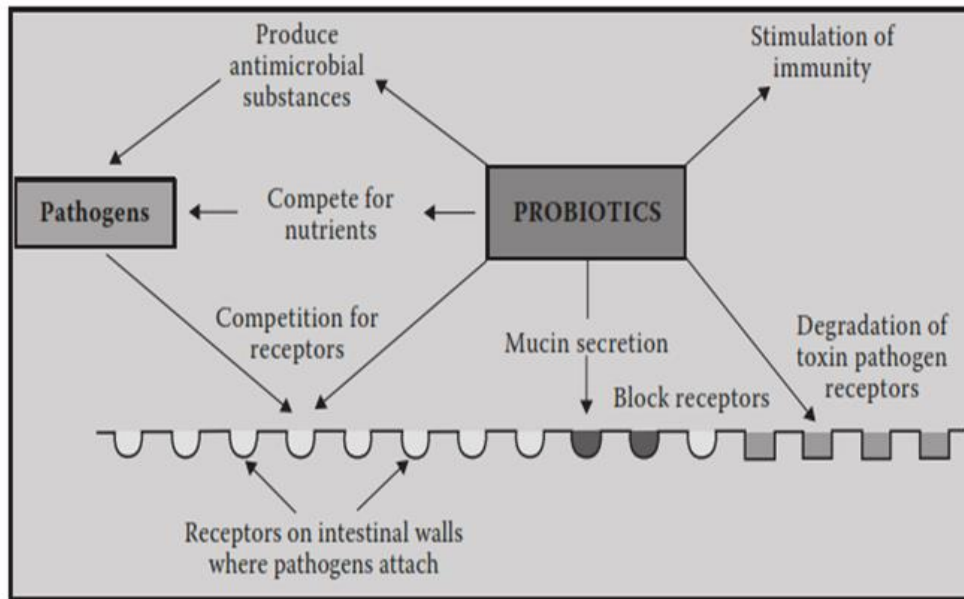 Produce
antimicrobial
substances
Stimulation of
immunity
Pathogens
Compete for
nutrients
PROBIOTICS
Competition for
receptors
Mucin secretion
Degradation of
toxin pathogen
receptors
Block receptors
Receptors on intestinal walls
where pathogens attach